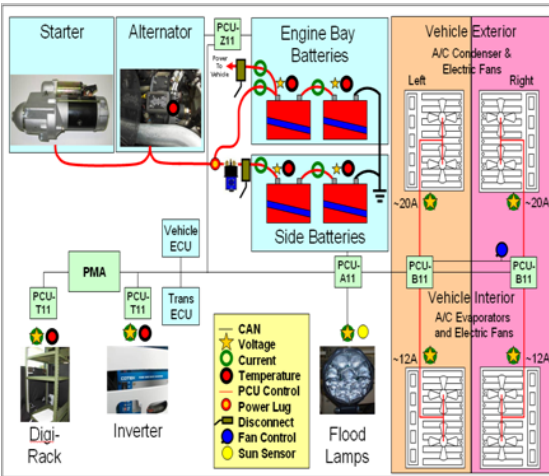 Starter
Alternator
PCU-
Z11
Engine Bay
Batteries
Power
To
Vehicle
Side Batteries
Vehicle Exterior
A/C Condenser &
Electric Fans
Left
Right
~20A
~20A
Vehicle
ECU
PMA
Trans
ECU
PCU-
T11
PCU-
T11
PCU-
A11
PCU-
B11
PCU-
B11
Vehicle Interior
A/C Evaporators
and Electric Fans
~12A
~12A
CAN
Voltage
Current
Temperature
PCU Control
Power Lug
Disconnect
Fan Control
Sun Sensor
Digi-
Rack
Inverter
Flood
Lamps